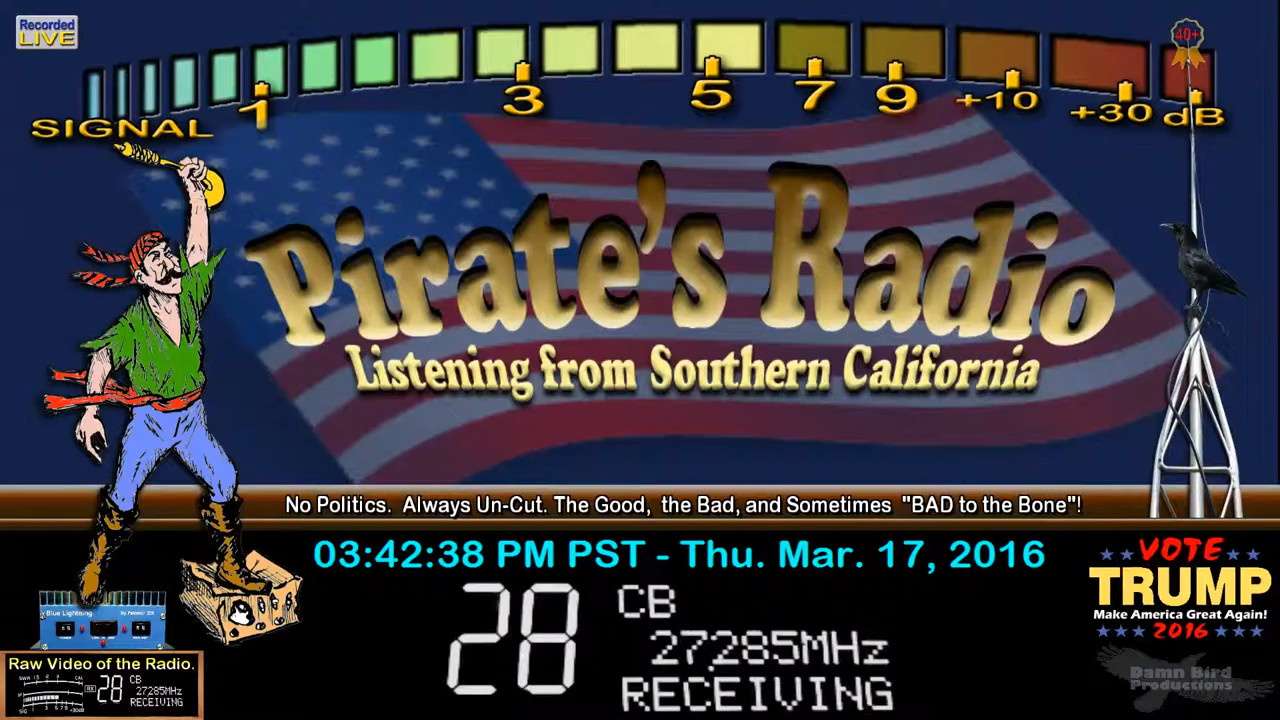 Recorded
LIVE
40+
SIGNAL 1 3 5 7 9 +10 +30 dB
Pirate's Radio
Listening from Southern California
No Politics. Always Un-Cut. The Good, the Bad, and Sometimes "BAD to the Bone"!
03:42:38 PM PST - Thu. Mar. 17, 2016
28
CB
27285MHz
RECEIVING
VOTE
TRUMP
Make America Great Again!
2016
Damn Bird
Productions
Blue Lightning
Raw Video of the Radio.
28
CB
27285MHz
RECEIVING